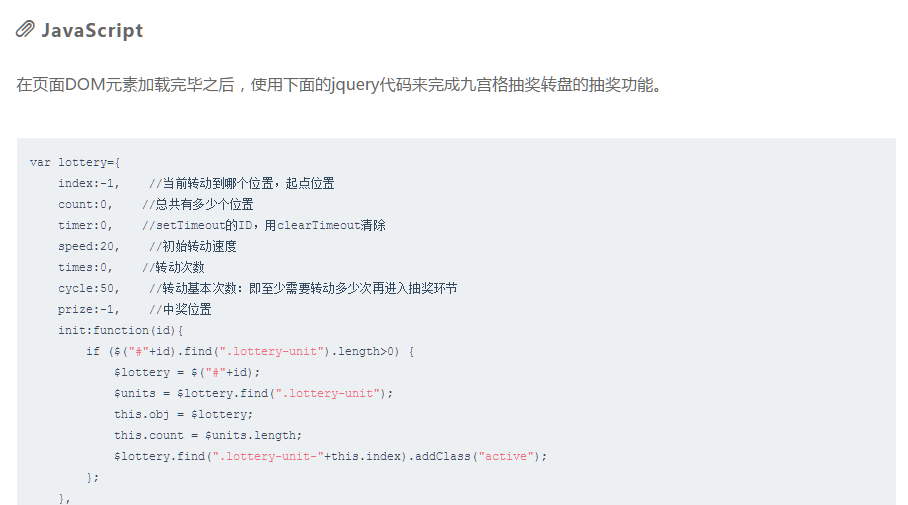 JavaScript
在页面DOM元素加载完毕之后，使用下面的jquery代码来完成九宫格抽奖转盘的抽奖功能。
var lottery={
    index:-1,    //当前转动到哪个位置，起点位置
    count:0,    //总共有多少个位置
    timer:0,    //setTimeout的ID，用clearTimeout清除
    speed:20,    //初始转动速度
    times:0,    //转动次数
    cycle:50,    //转动基本次数：即至少需要转动多少次再进入抽奖环节
    prize:-1,    //中奖位置
    init:function(id){
        if ($("#"+id).find(".lottery-unit").length>0) {
            $lottery = $("#"+id);
            $units = $lottery.find(".lottery-unit");
            this.obj = $lottery;
            this.count = $units.length;
            $lottery.find(".lottery-unit-"+this.index).addClass("active");
        };
    },